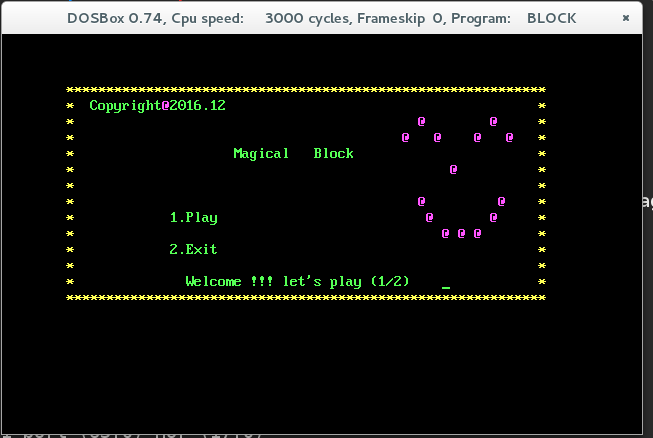 DOSBox 0.74, Cpu speed: 3000 cycles, Frameskip 0, Program: BLOCK
************************************************************
* Copyright@2016.12 *
* @ @ *
* @ @ @ @ *
* Magical Block *
* @ *
* *
* @ @ *
* 1.Play @ @ *
* @ @ @ *
* 2.Exit *
* *
* Welcome !!! let's play (1/2) _ *
************************************************************